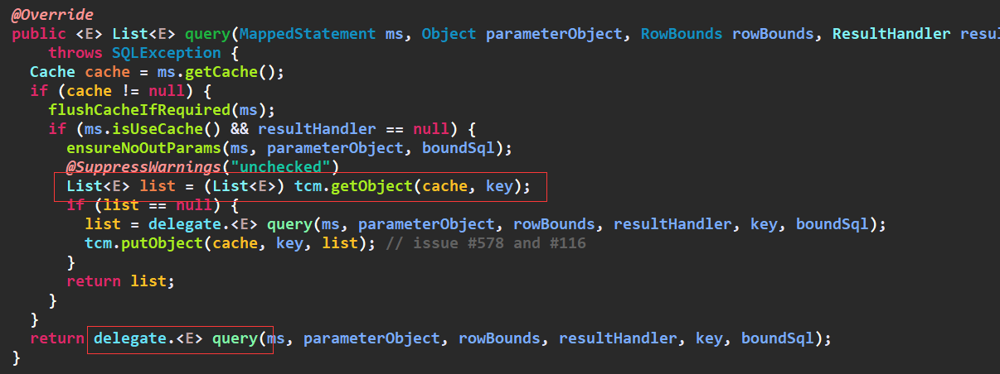 @Override
public <E> List<E> query(MappedStatement ms, Object parameterObject, RowBounds rowBounds, ResultHandler resul
    throws SQLException {
  Cache cache = ms.getCache();
  if (cache != null) {
    flushCacheIfRequired(ms);
    if (ms.isUseCache() && resultHandler == null) {
      ensureNoOutParams(ms, parameterObject, boundSql);
      @SuppressWarnings("unchecked")
      List<E> list = (List<E>) tcm.getObject(cache, key);
      if (list == null) {
        list = delegate.<E> query(ms, parameterObject, rowBounds, resultHandler, key, boundSql);
        tcm.putObject(cache, key, list); // issue #578 and #116
      }
      return list;
    }
  }
  return delegate.<E> query(ms, parameterObject, rowBounds, resultHandler, key, boundSql);
}